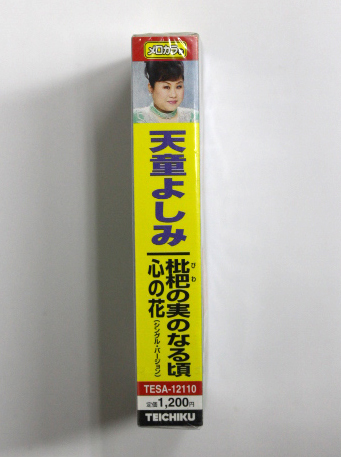 メロカラ
天童よしみ
枇杷の実のなる頃
びわ
心の花
(シングル・バージョン)
TESA-12110
定価1,200円
TEICHIKU